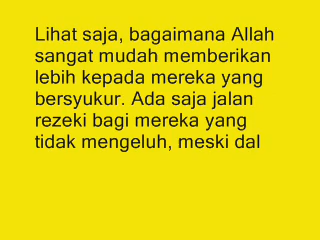 Lihat saja, bagaimana Allah
sangat mudah memberikan
lebih kepada mereka yang
bersyukur. Ada saja jalan
rezeki bagi mereka yang
tidak mengeluh, meski dal